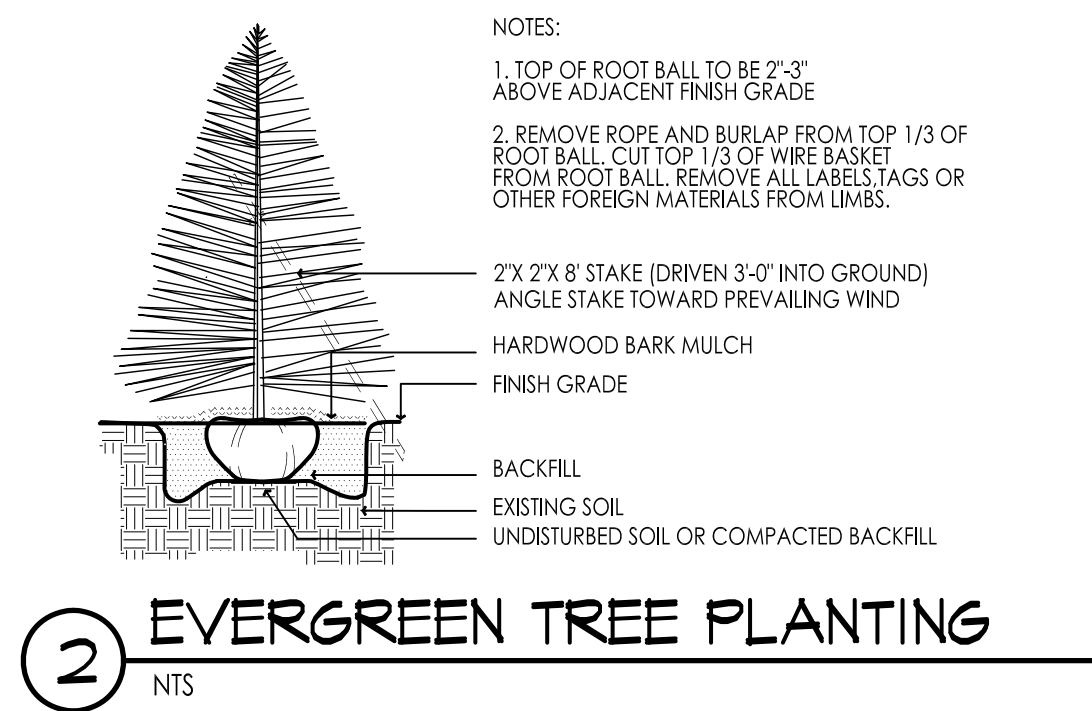 NOTES:
1. TOP OF ROOT BALL TO BE 2"-3"
ABOVE ADJACENT FINISH GRADE
2. REMOVE ROPE AND BURLAP FROM TOP 1/3 OF
ROOT BALL. CUT TOP 1/3 OF WIRE BASKET
FROM ROOT BALL. REMOVE ALL LABELS,TAGS OR
OTHER FOREIGN MATERIALS FROM LIMBS.
2"X 2"X 8' STAKE (DRIVEN 3'-0" INTO GROUND)
ANGLE STAKE TOWARD PREVAILING WIND
HARDWOOD BARK MULCH
FINISH GRADE
BACKFILL
EXISTING SOIL
UNDISTURBED SOIL OR COMPACTED BACKFILL
2 EVERGREEN TREE PLANTING
NTS